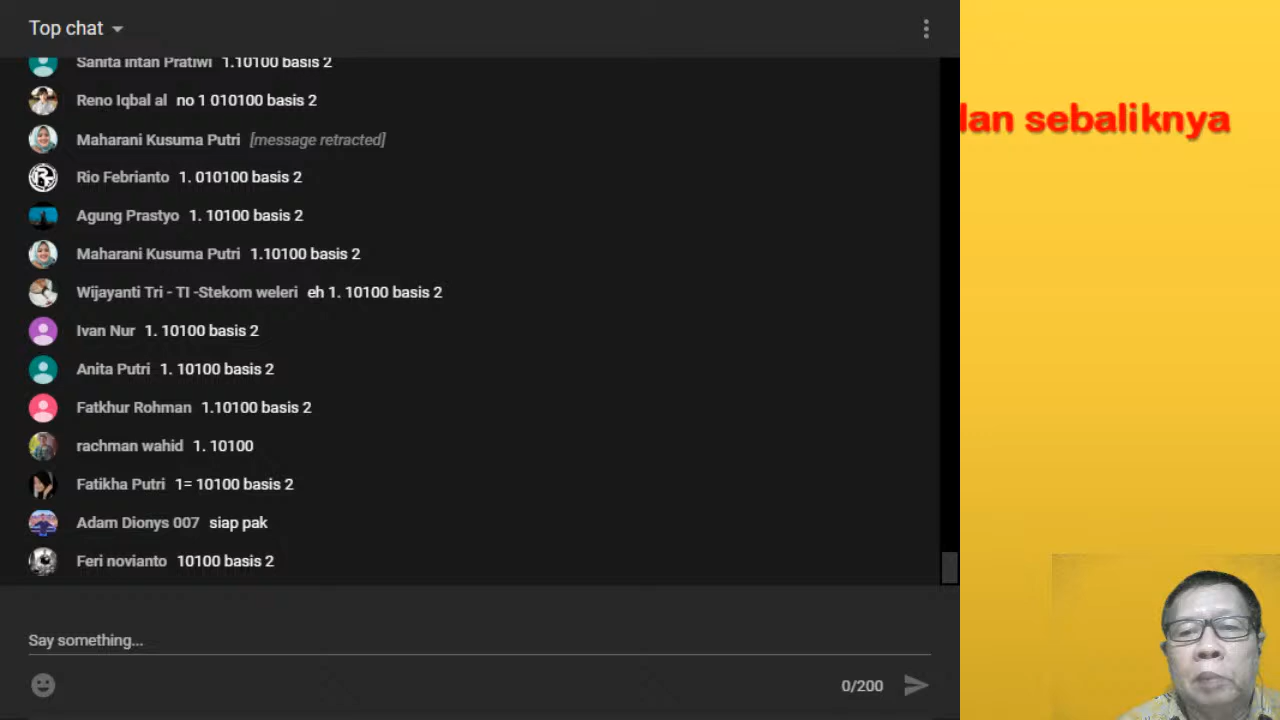 Top chat
Sanita Intan Pratiwi 1.10100 basis 2
Reno Iqbal al no 1 010100 basis 2
Maharani Kusuma Putri [message retracted]
Rio Febrianto 1. 010100 basis 2
Agung Prastyo 1. 10100 basis 2
Maharani Kusuma Putri 1.10100 basis 2
Wijayanti Tri - TI -Stekom weleri eh 1. 10100 basis 2
Ivan Nur 1. 10100 basis 2
Anita Putri 1. 10100 basis 2
Fatkhur Rohman 1.10100 basis 2
rachman wahid 1. 10100
Fatikha Putri 1= 10100 basis 2
Adam Dionys 007 siap pak
Feri novianto 10100 basis 2
Say something...
0/200
dan sebaliknya